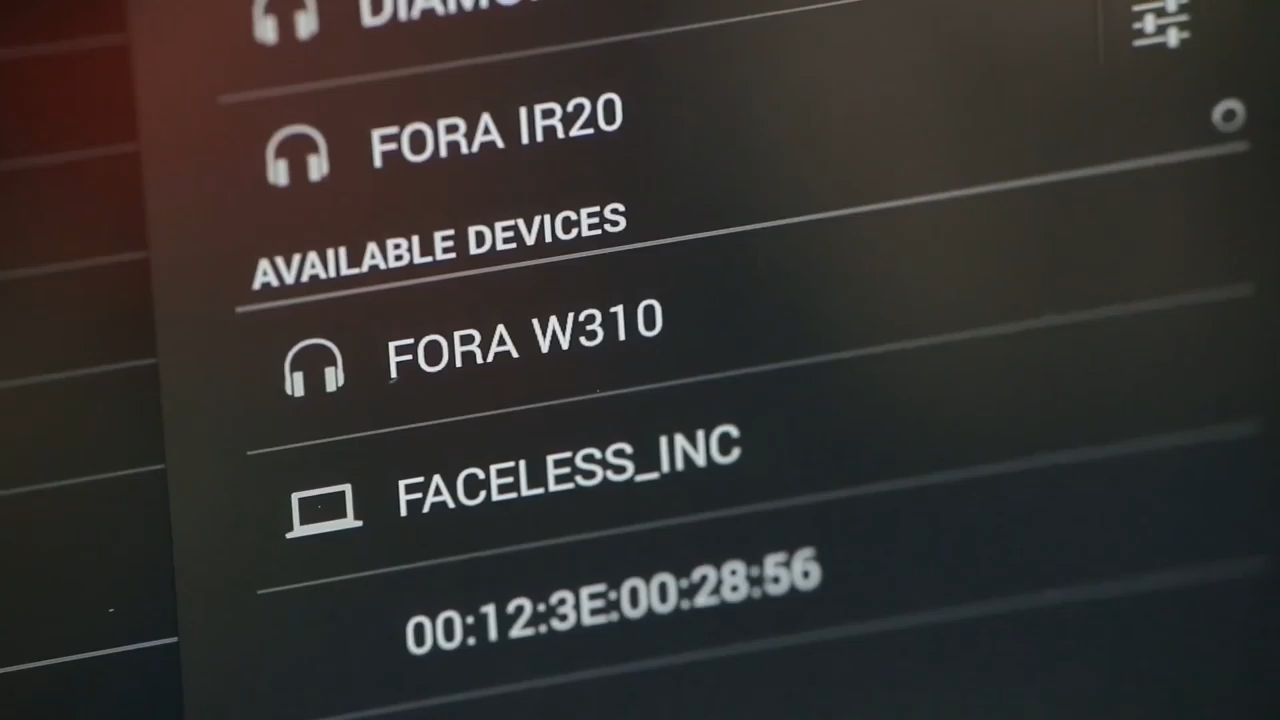 FORA IR20
AVAILABLE DEVICES
FORA W310
FACELESS_INC
00:12:3E:00:28:56